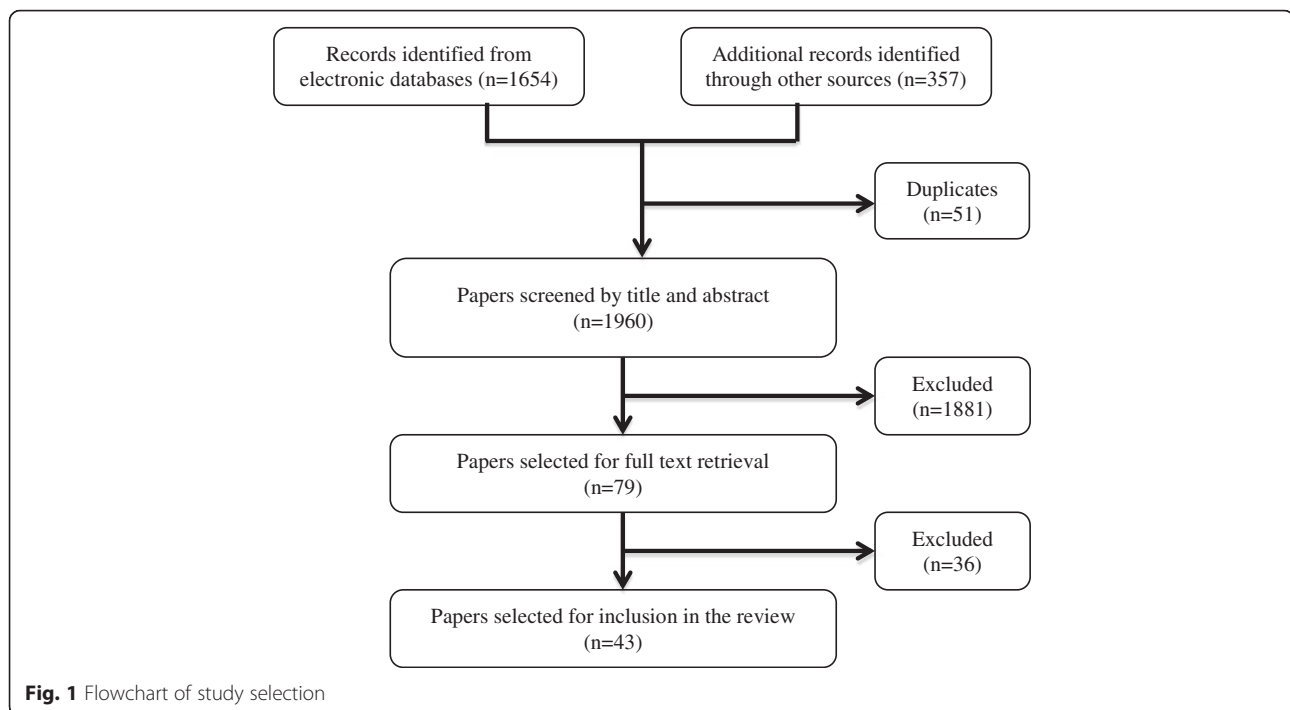 Records identified from
electronic databases (n=1654)
Additional records identified
through other sources (n=357)
Duplicates
(n=51)
Papers screened by title and abstract
(n=1960)
Excluded
(n=1881)
Papers selected for full text retrieval
(n=79)
Excluded
(n=36)
Papers selected for inclusion in the review
(n=43)
Fig. 1 Flowchart of study selection